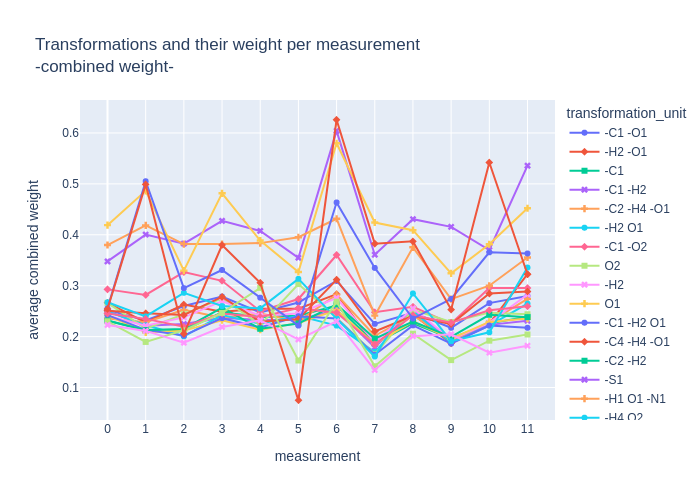 Transformations and their weight per measurement
-combined weight-
transformation_unit
-C1 -O1
-H2 -O1
-C1
-C1 -H2
-C2 -H4 -O1
-H2 O1
-C1 -O2
O2
-H2
O1
-C1 -H2 O1
-C4 -H4 -O1
-C2 -H2
-S1
-H1 O1 -N1
-H4 O2
average combined weight
0.6
0.5
0.4
0.3
0.2
0.1
0 1 2 3 4 5 6 7 8 9 10 11
measurement